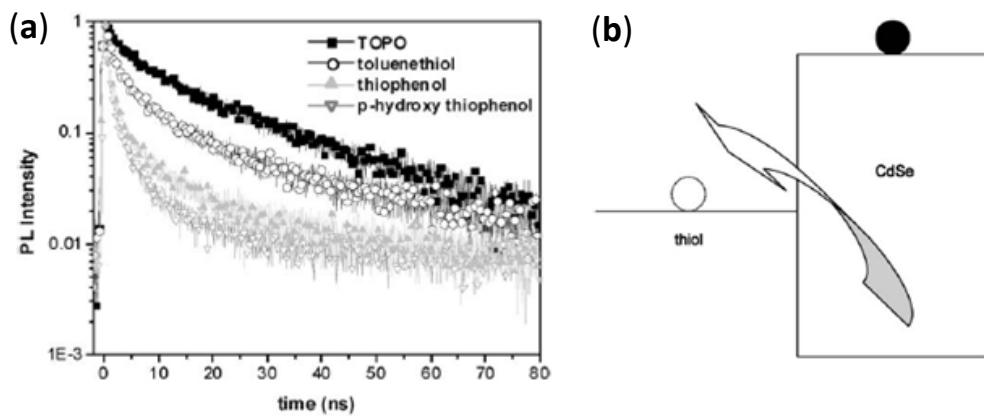 (a)
PL Intensity
1
0.1
0.01
1E-3
TOPO
toluenethiol
thiophenol
p-hydroxy thiophenol
0 10 20 30 40 50 60 70 80
time (ns)
(b)
CdSe
thiol